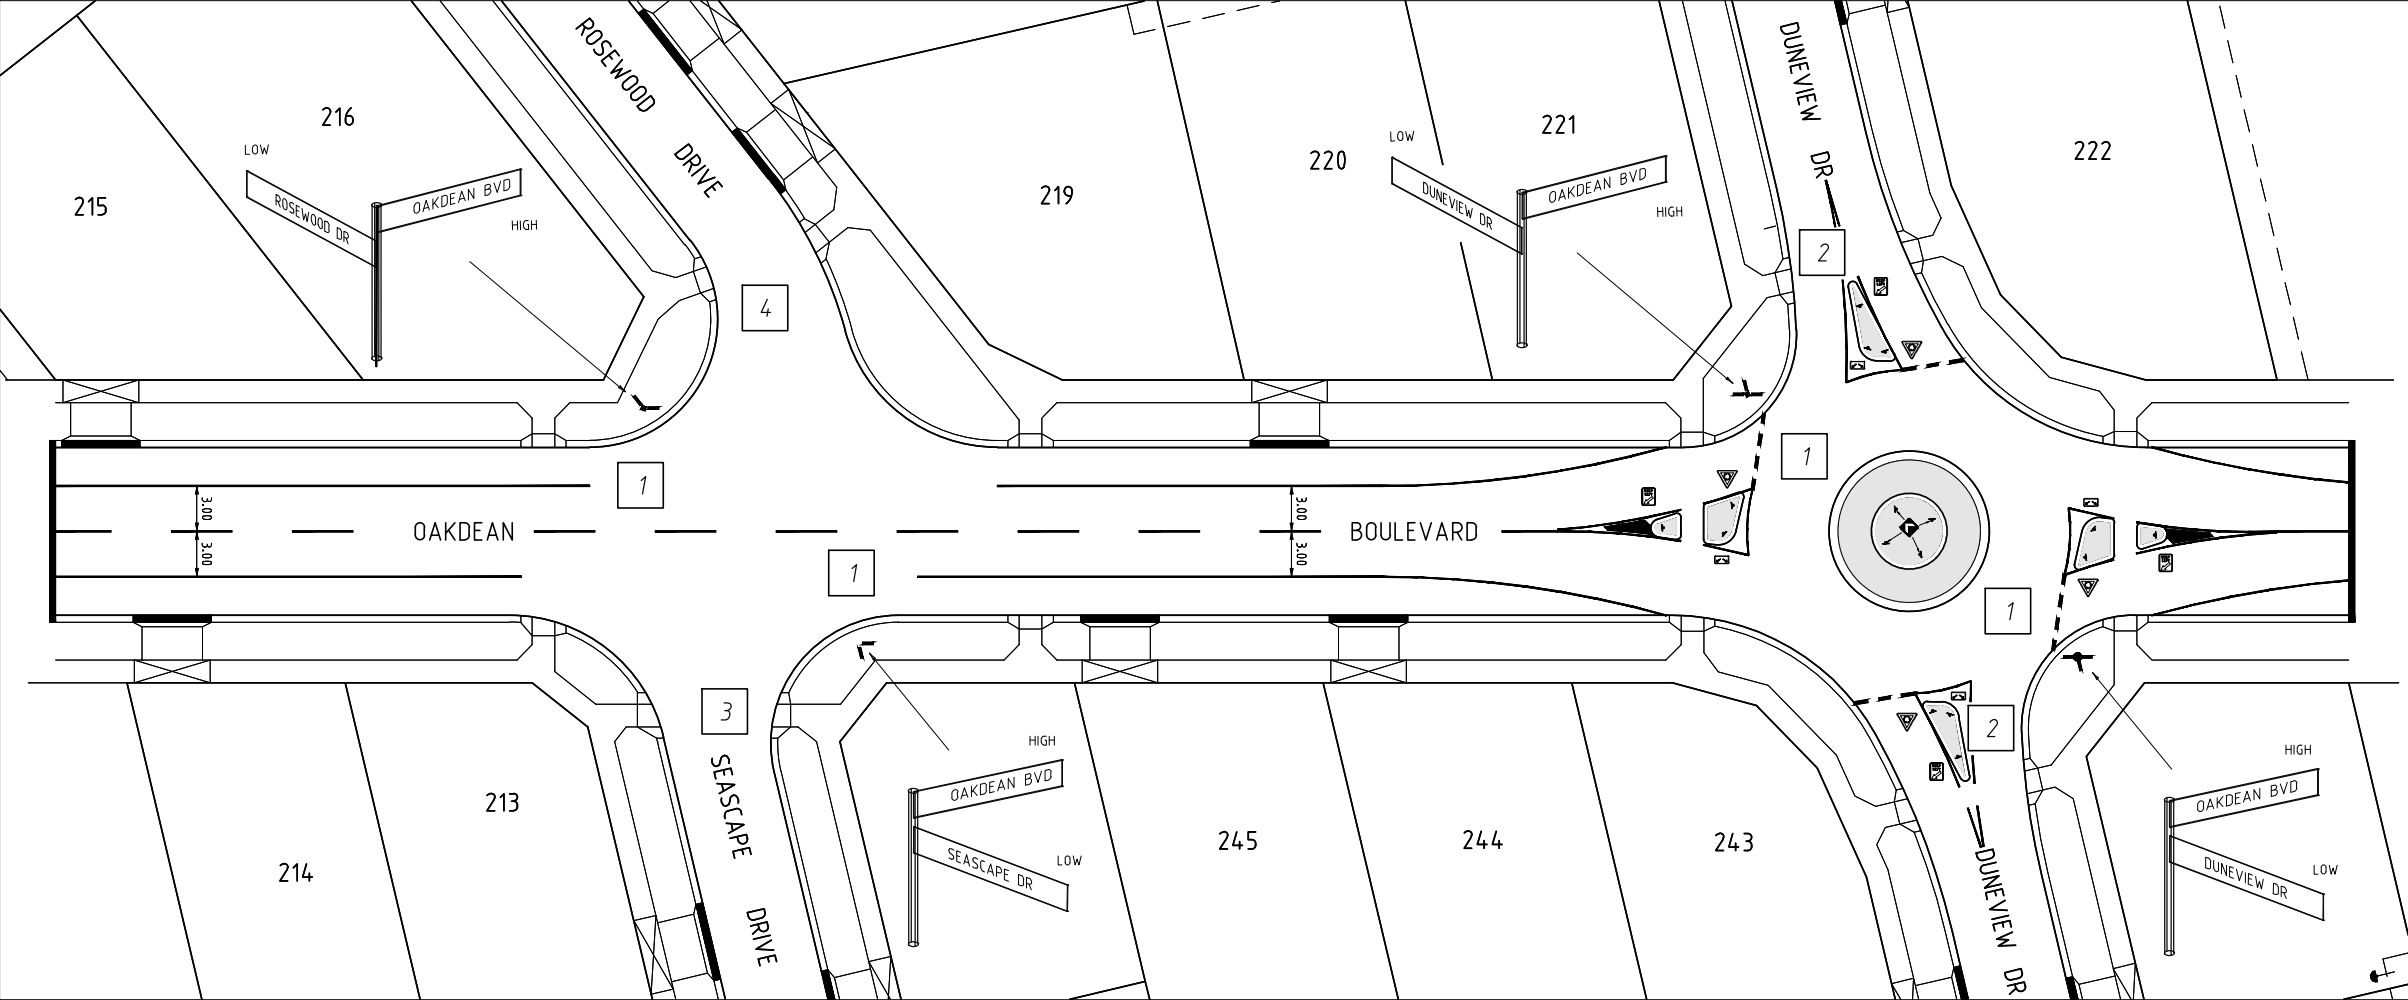 ROSEWOOD DRIVE
DUNEVIEW DR
216
221
222
220
219
215
LOW
ROSEWOOD DR
OAKDEAN BVD
HIGH
LOW
DUNEVIEW DR
OAKDEAN BVD
HIGH
2
4
1
1
3.00
3.00
OAKDEAN BOULEVARD
3.00
3.00
1
1
3
2
SEASCAPE DRIVE
213
214
HIGH
OAKDEAN BVD
LOW
SEASCAPE DR
245
244
243
HIGH
OAKDEAN BVD
LOW
DUNEVIEW DR
DUNEVIEW DR